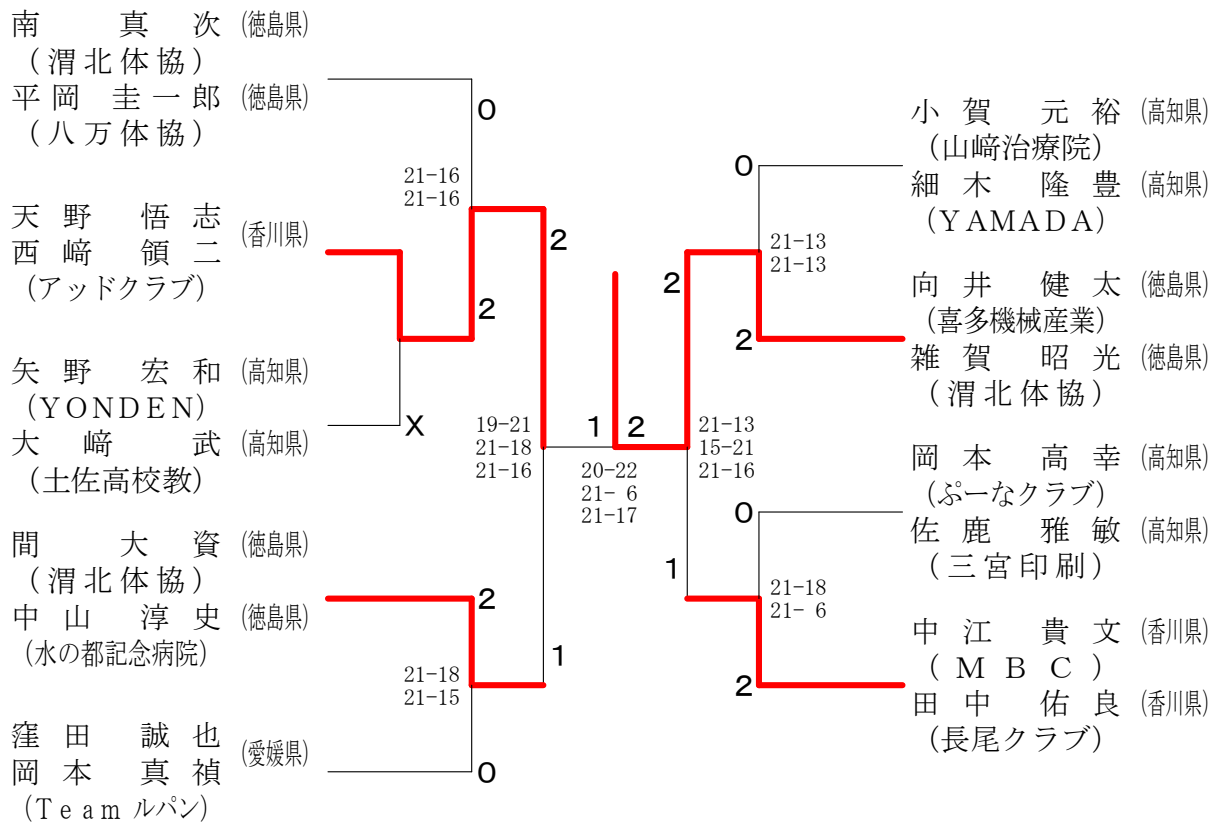 南 真 次 (徳島県)
(渭北体協)
平岡 圭一郎 (徳島県)
(八万体協)
天野 悟志
西﨑 領二
(香川県)
(アッドクラブ)
矢野 宏和 (高知県)
(YONDEN)
大﨑 武 (高知県)
(土佐高校教)
間 大資 (徳島県)
(渭北体協)
中山 淳史 (徳島県)
(水の都記念病院)
窪田 誠也
岡本 真禎
(愛媛県)
(Teamルパン)
0
21-16
21-16
2
2
X
19-21
21-18
21-16
2
1
21-18
21-15
0
1
2
20-22
21- 6
21-17
0
21-13
21-13
2
2
21-13
15-21
21-16
0
1
21-18
21- 6
2
小賀 元裕 (高知県)
(山﨑治療院)
細木 隆豊 (高知県)
(YAMADA)
向井 健太 (徳島県)
(喜多機械産業)
雑賀 昭光 (徳島県)
(渭北体協)
岡本 高幸 (高知県)
(ぷーなクラブ)
佐鹿 雅敏 (高知県)
(三宮印刷)
中江 貴文 (香川県)
(MBC)
田中 佑良 (香川県)
(長尾クラブ)